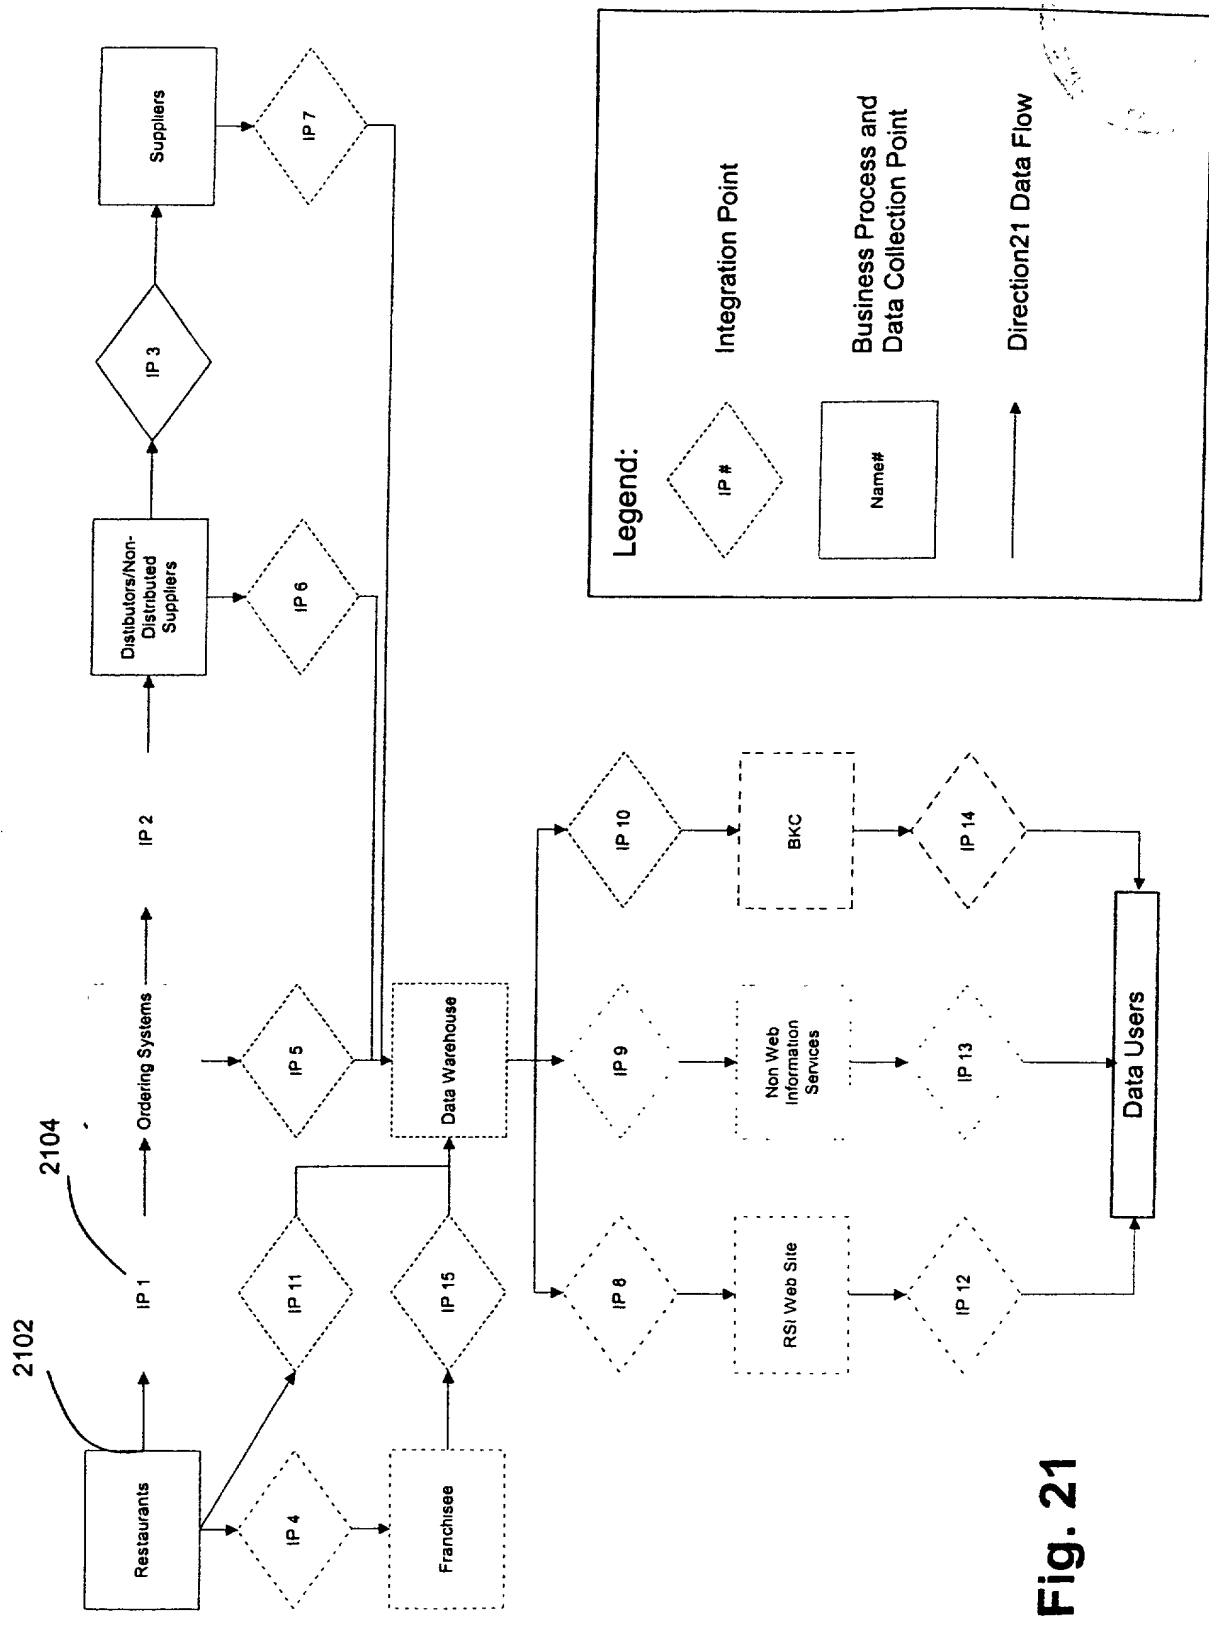 2102
2104
Restaurants
IP 1
Ordering Systems
IP 2
Distibutors/Non-
Distributed
Suppliers
IP 3
Suppliers
IP 4
IP 11
IP 5
IP 6
IP 7
Franchisee
IP 15
Data Warehouse
IP 8
IP 9
IP 10
RSI Web Site
Non Web
Information
Services
BKC
IP 12
IP 13
IP 14
Data Users
Legend:
IP #
Integration Point
Name#
Business Process and
Data Collection Point
Direction21 Data Flow
Fig. 21